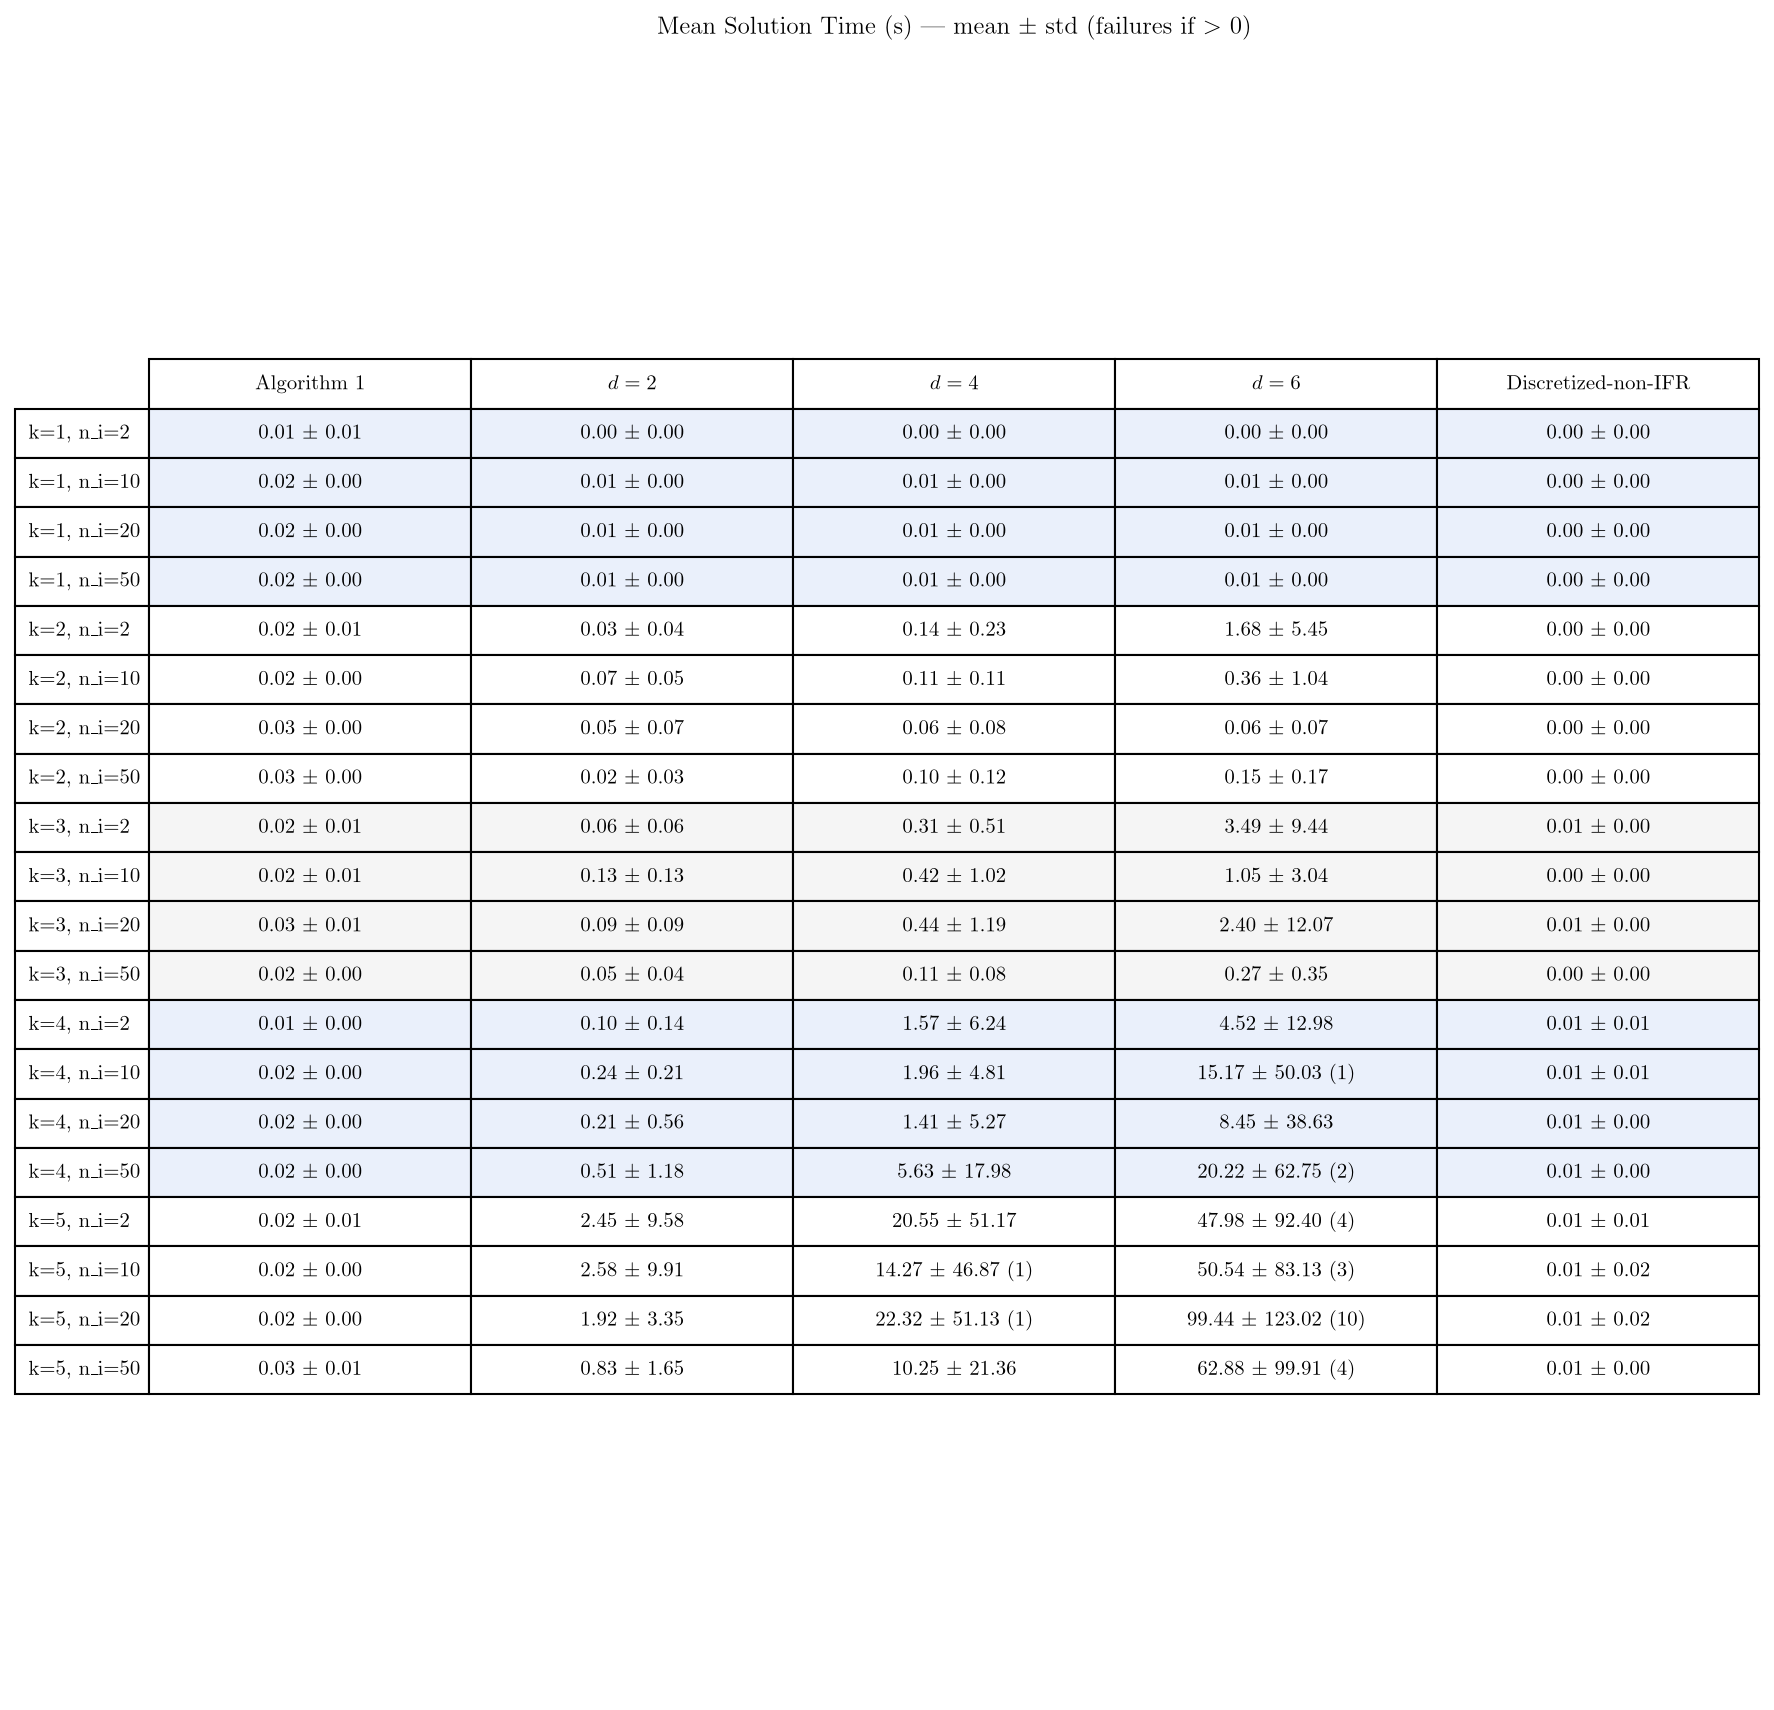 Mean Solution Time (s) — mean ± std (failures if > 0)
Algorithm 1 d = 2 d = 4 d = 6 Discretized-non-IFR
k=1, n_i=2 0.01 ± 0.01 0.00 ± 0.00 0.00 ± 0.00 0.00 ± 0.00 0.00 ± 0.00
k=1, n_i=10 0.02 ± 0.00 0.01 ± 0.00 0.01 ± 0.00 0.01 ± 0.00 0.00 ± 0.00
k=1, n_i=20 0.02 ± 0.00 0.01 ± 0.00 0.01 ± 0.00 0.01 ± 0.00 0.00 ± 0.00
k=1, n_i=50 0.02 ± 0.00 0.01 ± 0.00 0.01 ± 0.00 0.01 ± 0.00 0.00 ± 0.00
k=2, n_i=2 0.02 ± 0.01 0.03 ± 0.04 0.14 ± 0.23 1.68 ± 5.45 0.00 ± 0.00
k=2, n_i=10 0.02 ± 0.00 0.07 ± 0.05 0.11 ± 0.11 0.36 ± 1.04 0.00 ± 0.00
k=2, n_i=20 0.03 ± 0.00 0.05 ± 0.07 0.06 ± 0.08 0.06 ± 0.07 0.00 ± 0.00
k=2, n_i=50 0.03 ± 0.00 0.02 ± 0.03 0.10 ± 0.12 0.15 ± 0.17 0.00 ± 0.00
k=3, n_i=2 0.02 ± 0.01 0.06 ± 0.06 0.31 ± 0.51 3.49 ± 9.44 0.01 ± 0.00
k=3, n_i=10 0.02 ± 0.01 0.13 ± 0.13 0.42 ± 1.02 1.05 ± 3.04 0.00 ± 0.00
k=3, n_i=20 0.03 ± 0.01 0.09 ± 0.09 0.44 ± 1.19 2.40 ± 12.07 0.01 ± 0.00
k=3, n_i=50 0.02 ± 0.00 0.05 ± 0.04 0.11 ± 0.08 0.27 ± 0.35 0.00 ± 0.00
k=4, n_i=2 0.01 ± 0.00 0.10 ± 0.14 1.57 ± 6.24 4.52 ± 12.98 0.01 ± 0.01
k=4, n_i=10 0.02 ± 0.00 0.24 ± 0.21 1.96 ± 4.81 15.17 ± 50.03 (1) 0.01 ± 0.01
k=4, n_i=20 0.02 ± 0.00 0.21 ± 0.56 1.41 ± 5.27 8.45 ± 38.63 0.01 ± 0.00
k=4, n_i=50 0.02 ± 0.00 0.51 ± 1.18 5.63 ± 17.98 20.22 ± 62.75 (2) 0.01 ± 0.00
k=5, n_i=2 0.02 ± 0.01 2.45 ± 9.58 20.55 ± 51.17 47.98 ± 92.40 (4) 0.01 ± 0.01
k=5, n_i=10 0.02 ± 0.00 2.58 ± 9.91 14.27 ± 46.87 (1) 50.54 ± 83.13 (3) 0.01 ± 0.02
k=5, n_i=20 0.02 ± 0.00 1.92 ± 3.35 22.32 ± 51.13 (1) 99.44 ± 123.02 (10) 0.01 ± 0.02
k=5, n_i=50 0.03 ± 0.01 0.83 ± 1.65 10.25 ± 21.36 62.88 ± 99.91 (4) 0.01 ± 0.00